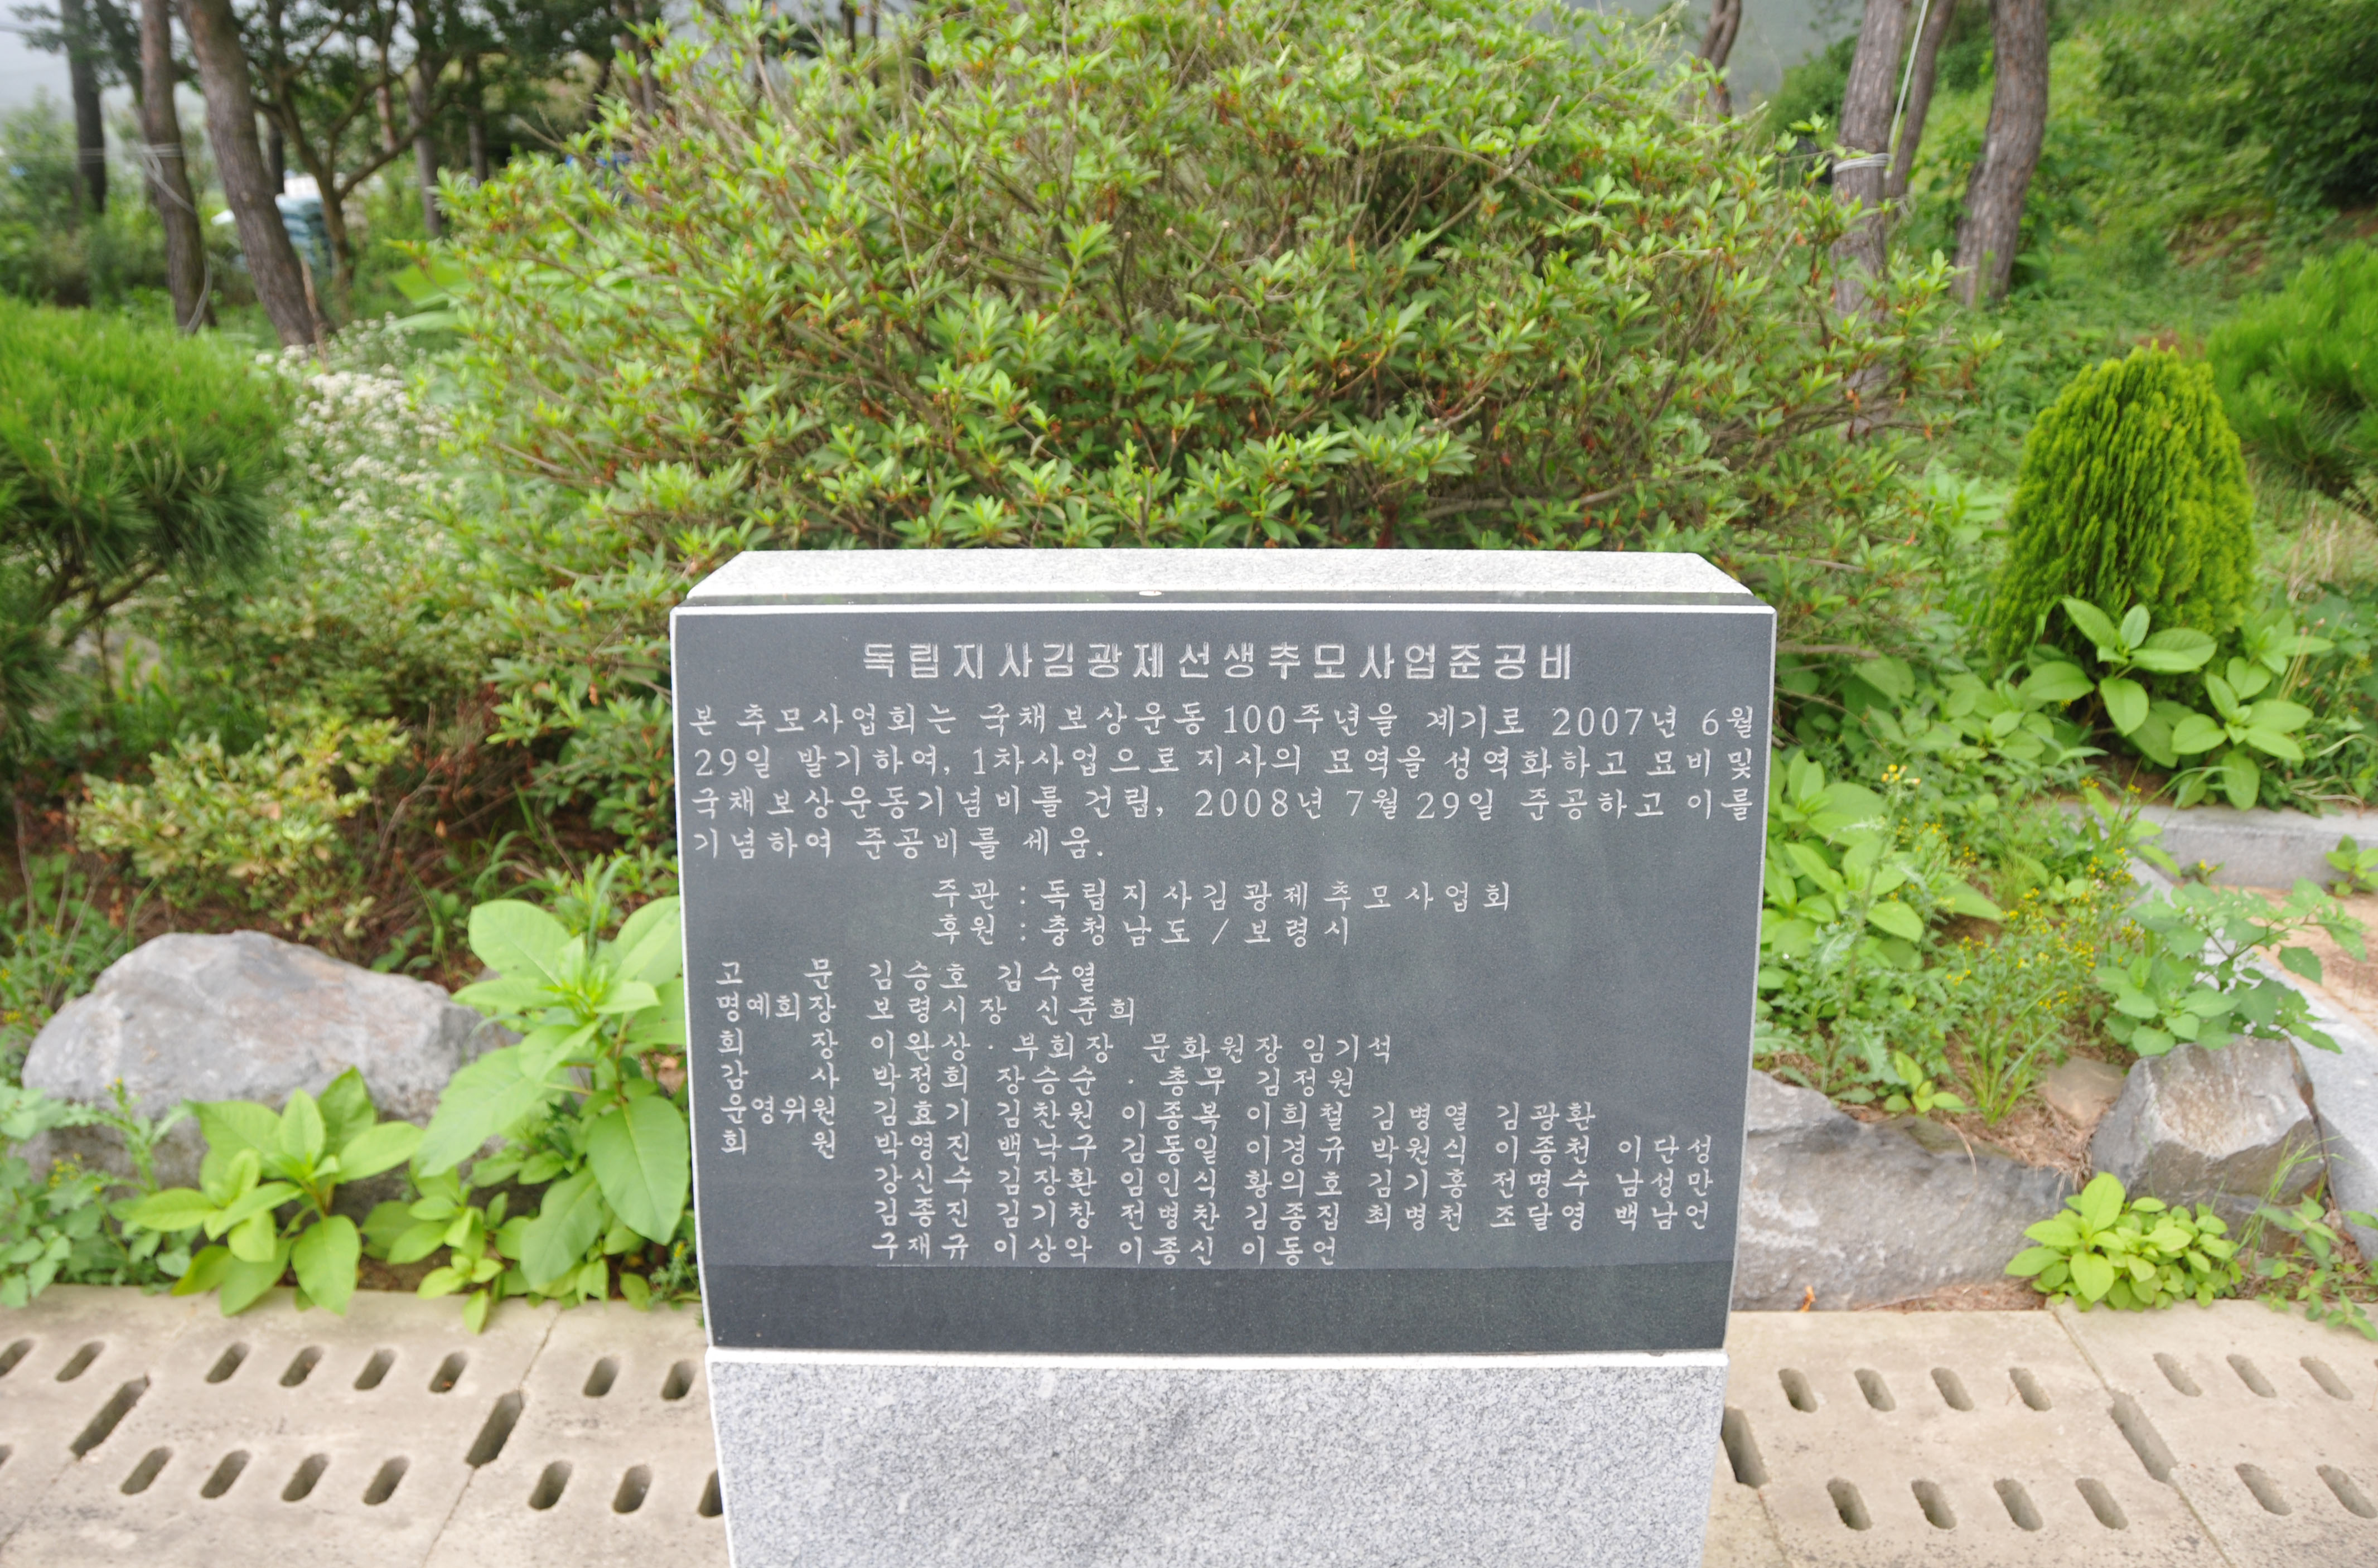 독립지사김광제선생추모사업준공비
본 추모사업회는 국채보상운동 100주년을 계기로 2007년 6월
29일 발기하여, 1차사업으로 지사의 묘역을 성역화하고 묘비 및
국채보상운동기념비를 건립, 2008년 7월 29일 준공하고 이를
기념하여 준공비를 세움.
주관 : 독립지사김광제추모사업회
후원 : 충청남도 / 보령시
고 문 김승호 김수열
명예회장 보령시장 신준희
회 장 이완상 · 부회장 문화원장 임기석
감 사 박정희 장승순 · 총무 김정원
운영위원 김효기 김찬원 이종복 이희철 김병열 김광환
회 원 박영진 백낙구 김동일 이경규 박원식 이종천 이단성
강신수 김장환 임인식 황의호 김기홍 전명수 남성만
김종진 김기창 전병찬 김종집 최병천 조달영 백남언
구재규 이상악 이종신 이동언